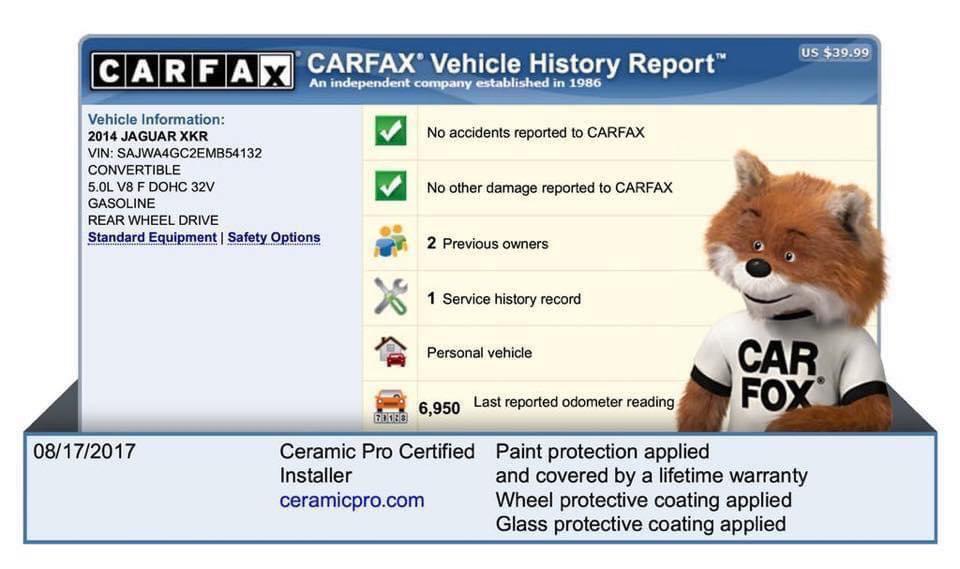 CARFAX
CARFAX® Vehicle History Report™
US $39.99
An independent company established in 1986
Vehicle Information:
2014 JAGUAR XKR
VIN: SAJWA4GC2EMB54132
CONVERTIBLE
5.0L V8 F DOHC 32V
GASOLINE
REAR WHEEL DRIVE
Standard Equipment | Safety Options
No accidents reported to CARFAX
No other damage reported to CARFAX
2 Previous owners
1 Service history record
Personal vehicle
6,950 Last reported odometer reading
CAR
FOX®
08/17/2017 Ceramic Pro Certified Paint protection applied
Installer and covered by a lifetime warranty
ceramicpro.com Wheel protective coating applied
Glass protective coating applied